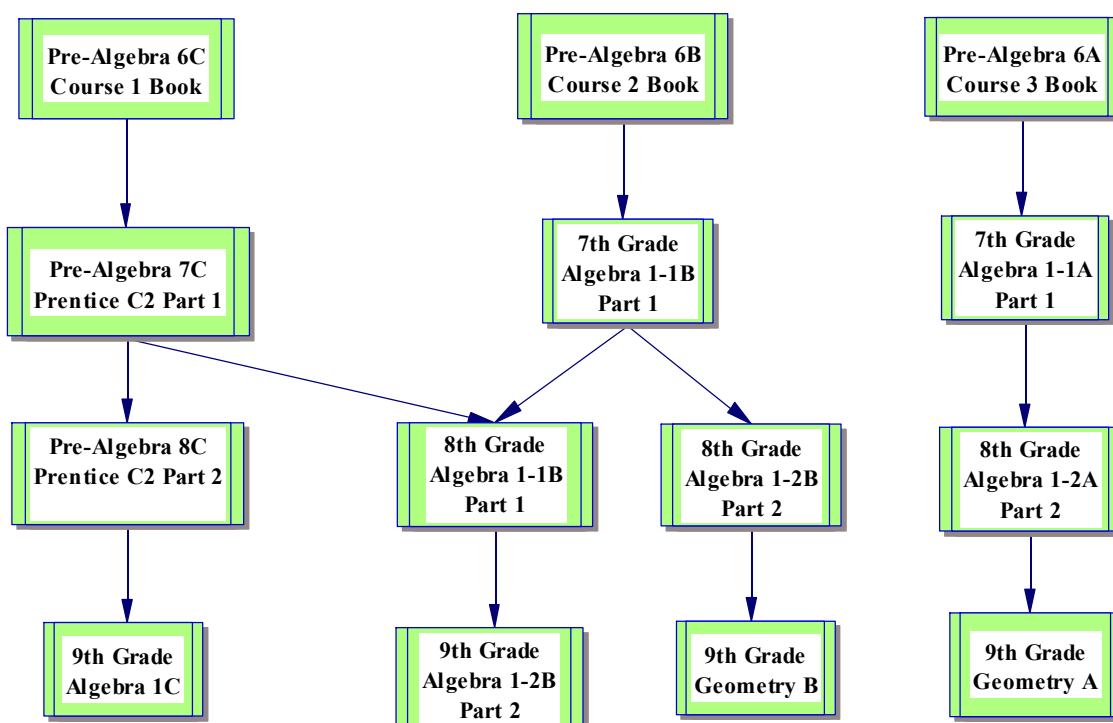 Pre-Algebra 6C
Course 1 Book
Pre-Algebra 6B
Course 2 Book
Pre-Algebra 6A
Course 3 Book
Pre-Algebra 7C
Prentice C2 Part 1
7th Grade
Algebra 1-1B
Part 1
7th Grade
Algebra 1-1A
Part 1
Pre-Algebra 8C
Prentice C2 Part 2
8th Grade
Algebra 1-1B
Part 1
8th Grade
Algebra 1-2B
Part 2
8th Grade
Algebra 1-2A
Part 2
9th Grade
Algebra 1C
9th Grade
Algebra 1-2B
Part 2
9th Grade
Geometry B
9th Grade
Geometry A